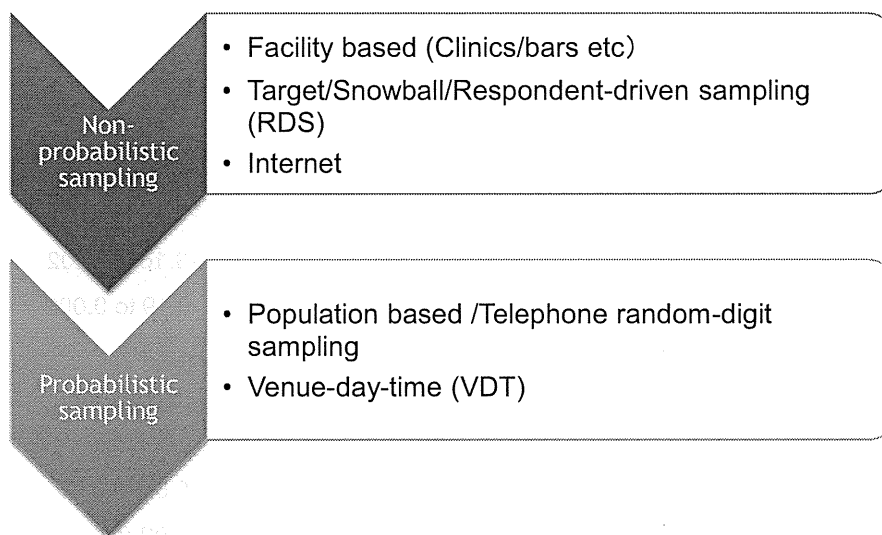 Non-
probabilistic
sampling
• Facility based (Clinics/bars etc）
• Target/Snowball/Respondent-driven sampling
(RDS)
• Internet
Probabilistic
sampling
• Population based /Telephone random-digit
sampling
• Venue-day-time (VDT)